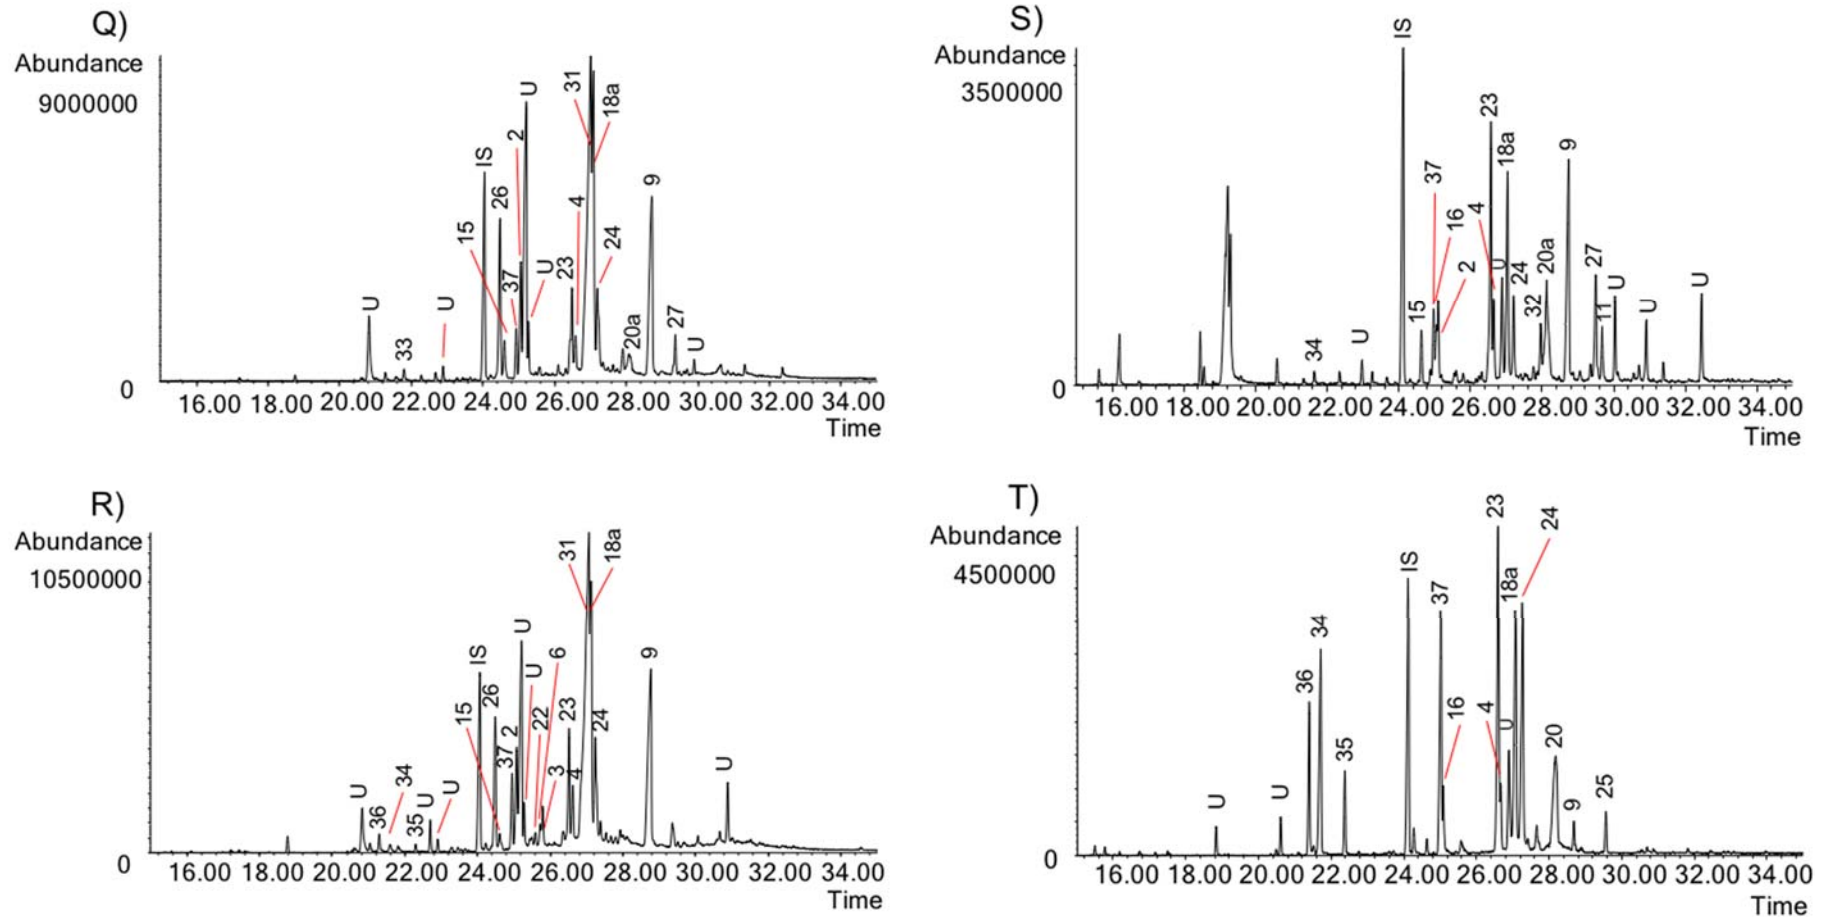 Q)
Abundance
9000000
0
U
33
U
15
IS
26
37
2
U
U
23
4
31
18a
24
20a
9
27
U
16.00 18.00 20.00 22.00 24.00 26.00 28.00 30.00 32.00 34.00
Time
S)
Abundance
3500000
0
34
U
IS
15
37
16
2
4
23
U
18a
24
32
20a
9
27
11
U
U
U
16.00 18.00 20.00 22.00 24.00 26.00 28.00 30.00 32.00 34.00
Time
R)
Abundance
10500000
0
U
36
34
35
U
U
15
IS
26
37
2
U
U
22
6
3
23
4
31
18a
24
9
U
16.00 18.00 20.00 22.00 24.00 26.00 28.00 30.00 32.00 34.00
Time
T)
Abundance
4500000
0
U
U
36
34
35
IS
37
16
4
23
U
18a
24
20
9
25
16.00 18.00 20.00 22.00 24.00 26.00 28.00 30.00 32.00 34.00
Time